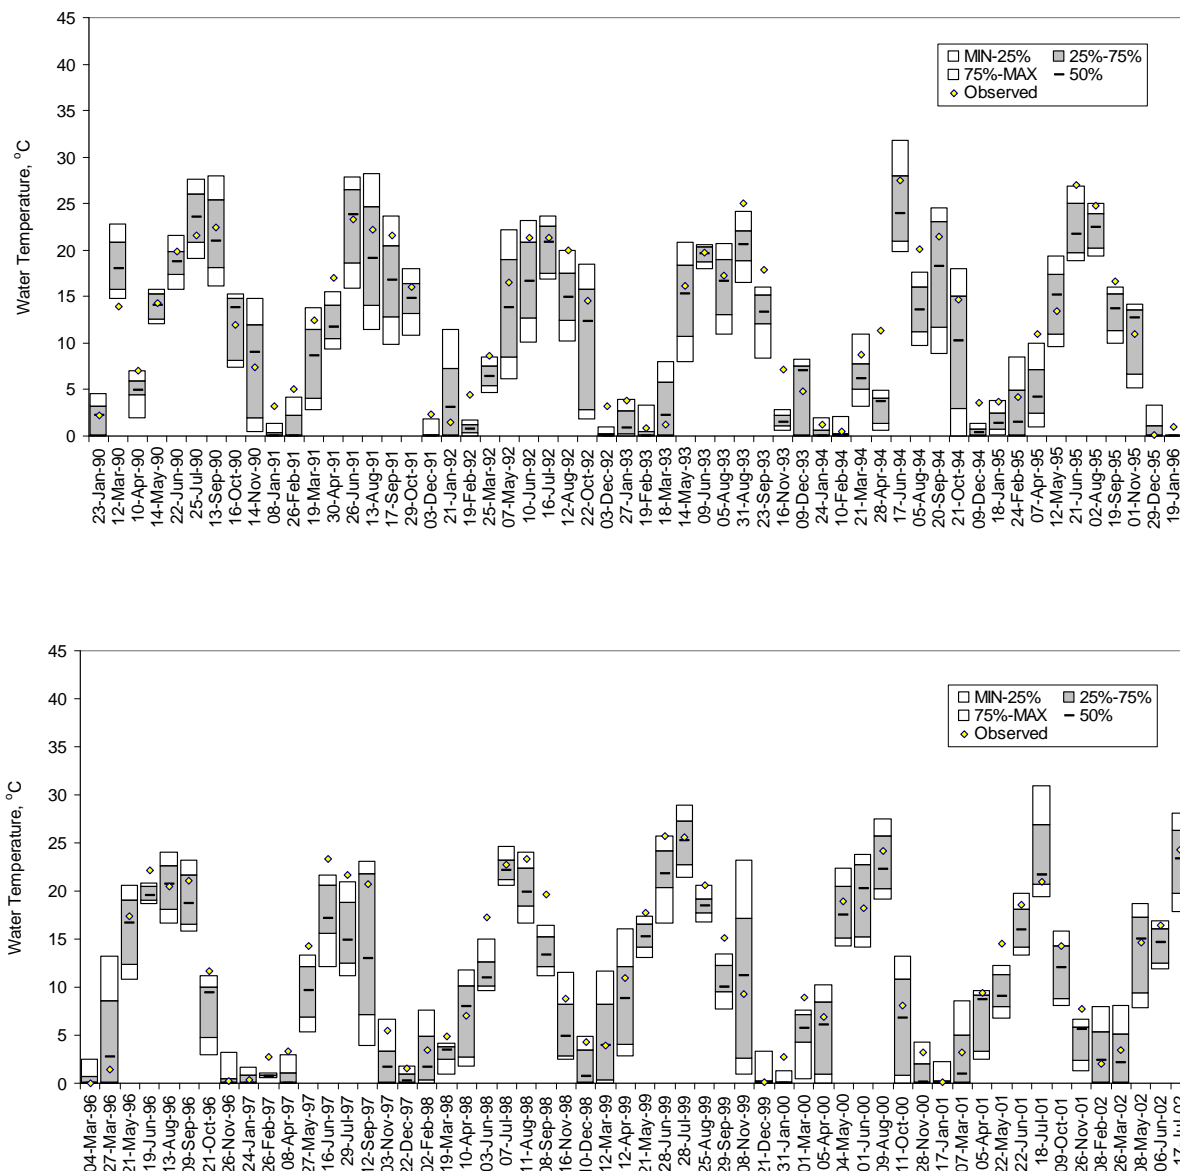 45
40
35
30
25
20
15
10
5
0
Water Temperature, °C
MIN-25% 25%-75%
75%-MAX 50%
Observed
23-Jan-90
12-Mar-90
10-Apr-90
14-May-90
22-Jun-90
25-Jul-90
13-Sep-90
16-Oct-90
14-Nov-90
08-Jan-91
26-Feb-91
19-Mar-91
30-Apr-91
26-Jun-91
13-Aug-91
17-Sep-91
29-Oct-91
03-Dec-91
21-Jan-92
19-Feb-92
25-Mar-92
07-May-92
10-Jun-92
16-Jul-92
12-Aug-92
22-Oct-92
03-Dec-92
27-Jan-93
19-Feb-93
18-Mar-93
14-May-93
09-Jun-93
05-Aug-93
31-Aug-93
23-Sep-93
16-Nov-93
09-Dec-93
24-Jan-94
10-Feb-94
24-Mar-94
28-Apr-94
17-Jun-94
05-Aug-94
20-Sep-94
21-Oct-94
09-Dec-94
18-Jan-95
24-Feb-95
07-Apr-95
12-May-95
21-Jun-95
02-Aug-95
19-Sep-95
01-Nov-95
29-Dec-95
19-Jan-96
45
40
35
30
25
20
15
10
5
0
Water Temperature, °C
MIN-25% 25%-75%
75%-MAX 50%
Observed
04-Mar-96
27-Mar-96
21-May-96
19-Jun-96
13-Aug-96
09-Sep-96
21-Oct-96
26-Nov-96
24-Jan-97
26-Feb-97
08-Apr-97
27-May-97
16-Jun-97
29-Jul-97
12-Sep-97
03-Nov-97
22-Dec-97
02-Feb-98
19-Mar-98
10-Apr-98
03-Jun-98
07-Jul-98
11-Aug-98
08-Sep-98
16-Nov-98
10-Dec-98
12-Mar-99
12-Apr-99
21-May-99
28-Jun-99
28-Jul-99
25-Aug-99
29-Sep-99
08-Nov-99
21-Dec-99
31-Jan-00
01-Mar-00
05-Apr-00
04-May-00
01-Jun-00
09-Aug-00
11-Oct-00
28-Nov-00
17-Jan-01
07-Mar-01
05-Apr-01
22-May-01
22-Jun-01
18-Jul-01
09-Oct-01
26-Nov-01
08-Feb-02
26-Mar-02
08-May-02
06-Jun-02
17-Jul-02